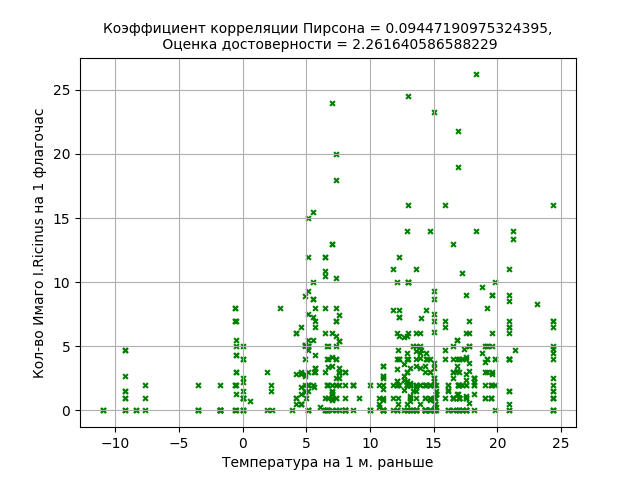 Коэффициент корреляции Пирсона = 0.09447190975324395,
Оценка достоверности = 2.261640586588229
Кол-во Имаго I.Ricinus на 1 флагочас
25
20
15
10
5
0
−10 −5 0 5 10 15 20 25
Температура на 1 м. раньше